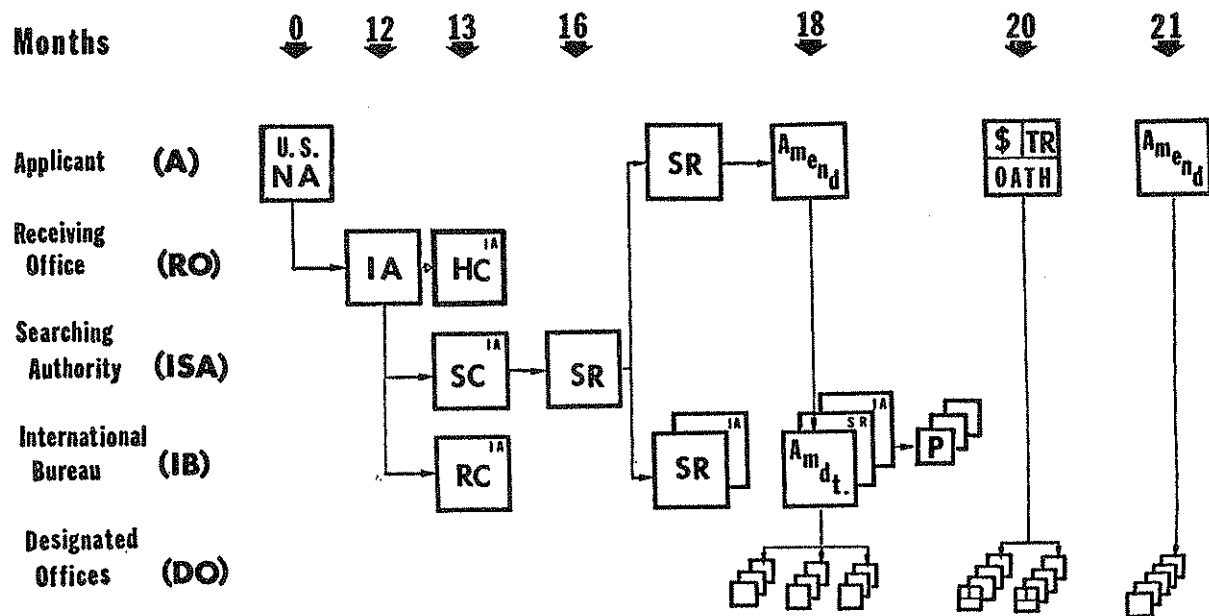 Months 0 12 13 16 18 20 21
Applicant (A)
U. S.
NA
SR
Amend
$ TR
OATH
Amend
Receiving
Office (RO)
IA
IA
HC
Searching
Authority (ISA)
IA
SC
SR
International
Bureau (IB)
IA
RC
IA
SR
IA
SR
Amdt.
P
Designated
Offices (DO)